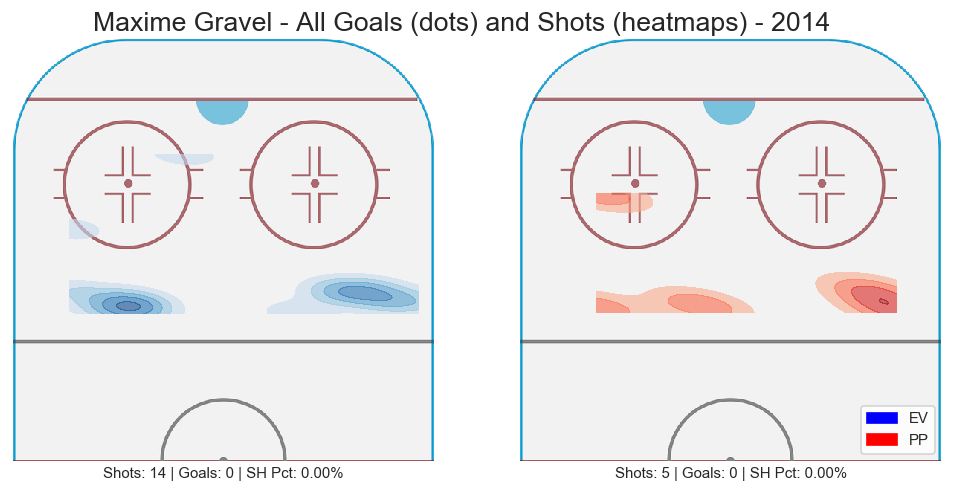 Maxime Gravel - All Goals (dots) and Shots (heatmaps) - 2014
EV
PP
Shots: 14 | Goals: 0 | SH Pct: 0.00%
Shots: 5 | Goals: 0 | SH Pct: 0.00%